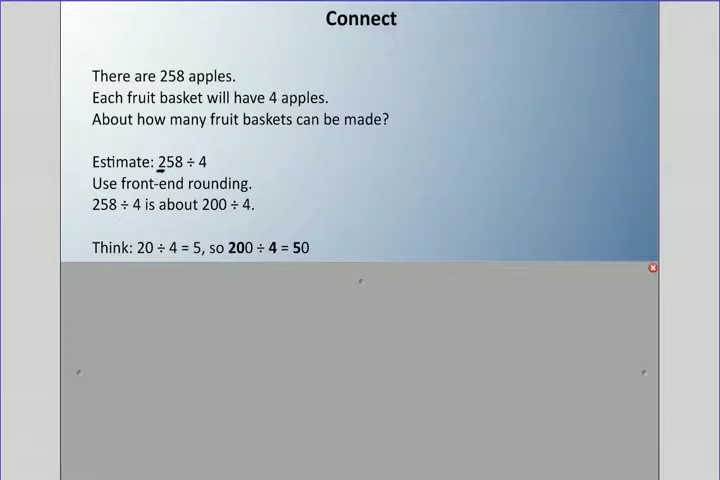 Connect
There are 258 apples.
Each fruit basket will have 4 apples.
About how many fruit baskets can be made?
Estimate: 258 ÷ 4
Use front-end rounding.
258 ÷ 4 is about 200 ÷ 4.
Think: 20 ÷ 4 = 5, so 200 ÷ 4 = 50